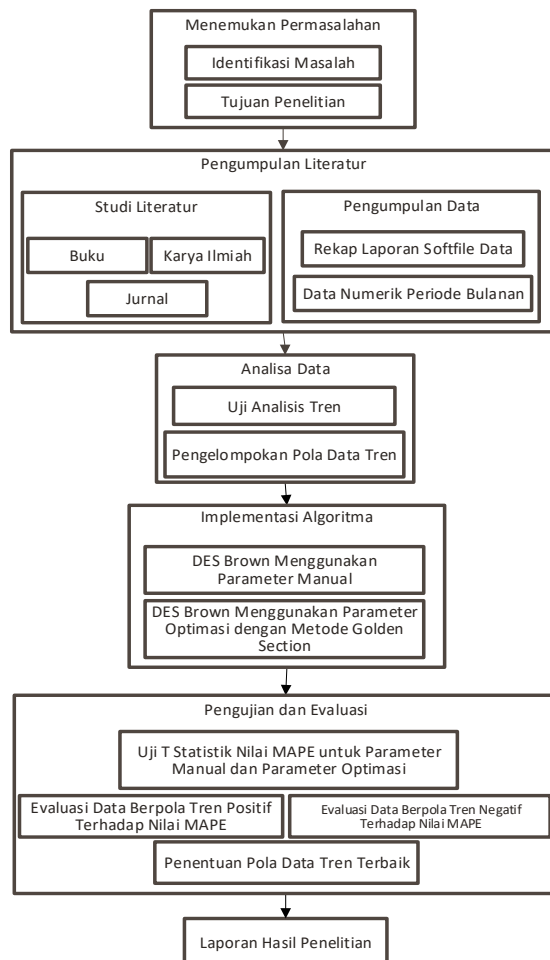 Menemukan Permasalahan
Identifikasi Masalah
Tujuan Penelitian
Pengumpulan Literatur
Studi Literatur
Buku
Karya Ilmiah
Jurnal
Pengumpulan Data
Rekap Laporan Softfile Data
Data Numerik Periode Bulanan
Analisa Data
Uji Analisis Tren
Pengelompokan Pola Data Tren
Implementasi Algoritma
DES Brown Menggunakan
Parameter Manual
DES Brown Menggunakan Parameter
Optimasi dengan Metode Golden
Section
Pengujian dan Evaluasi
Uji T Statistik Nilai MAPE untuk Parameter
Manual dan Parameter Optimasi
Evaluasi Data Berpola Tren Positif
Terhadap Nilai MAPE
Evaluasi Data Berpola Tren Negatif
Terhadap Nilai MAPE
Penentuan Pola Data Tren Terbaik
Laporan Hasil Penelitian